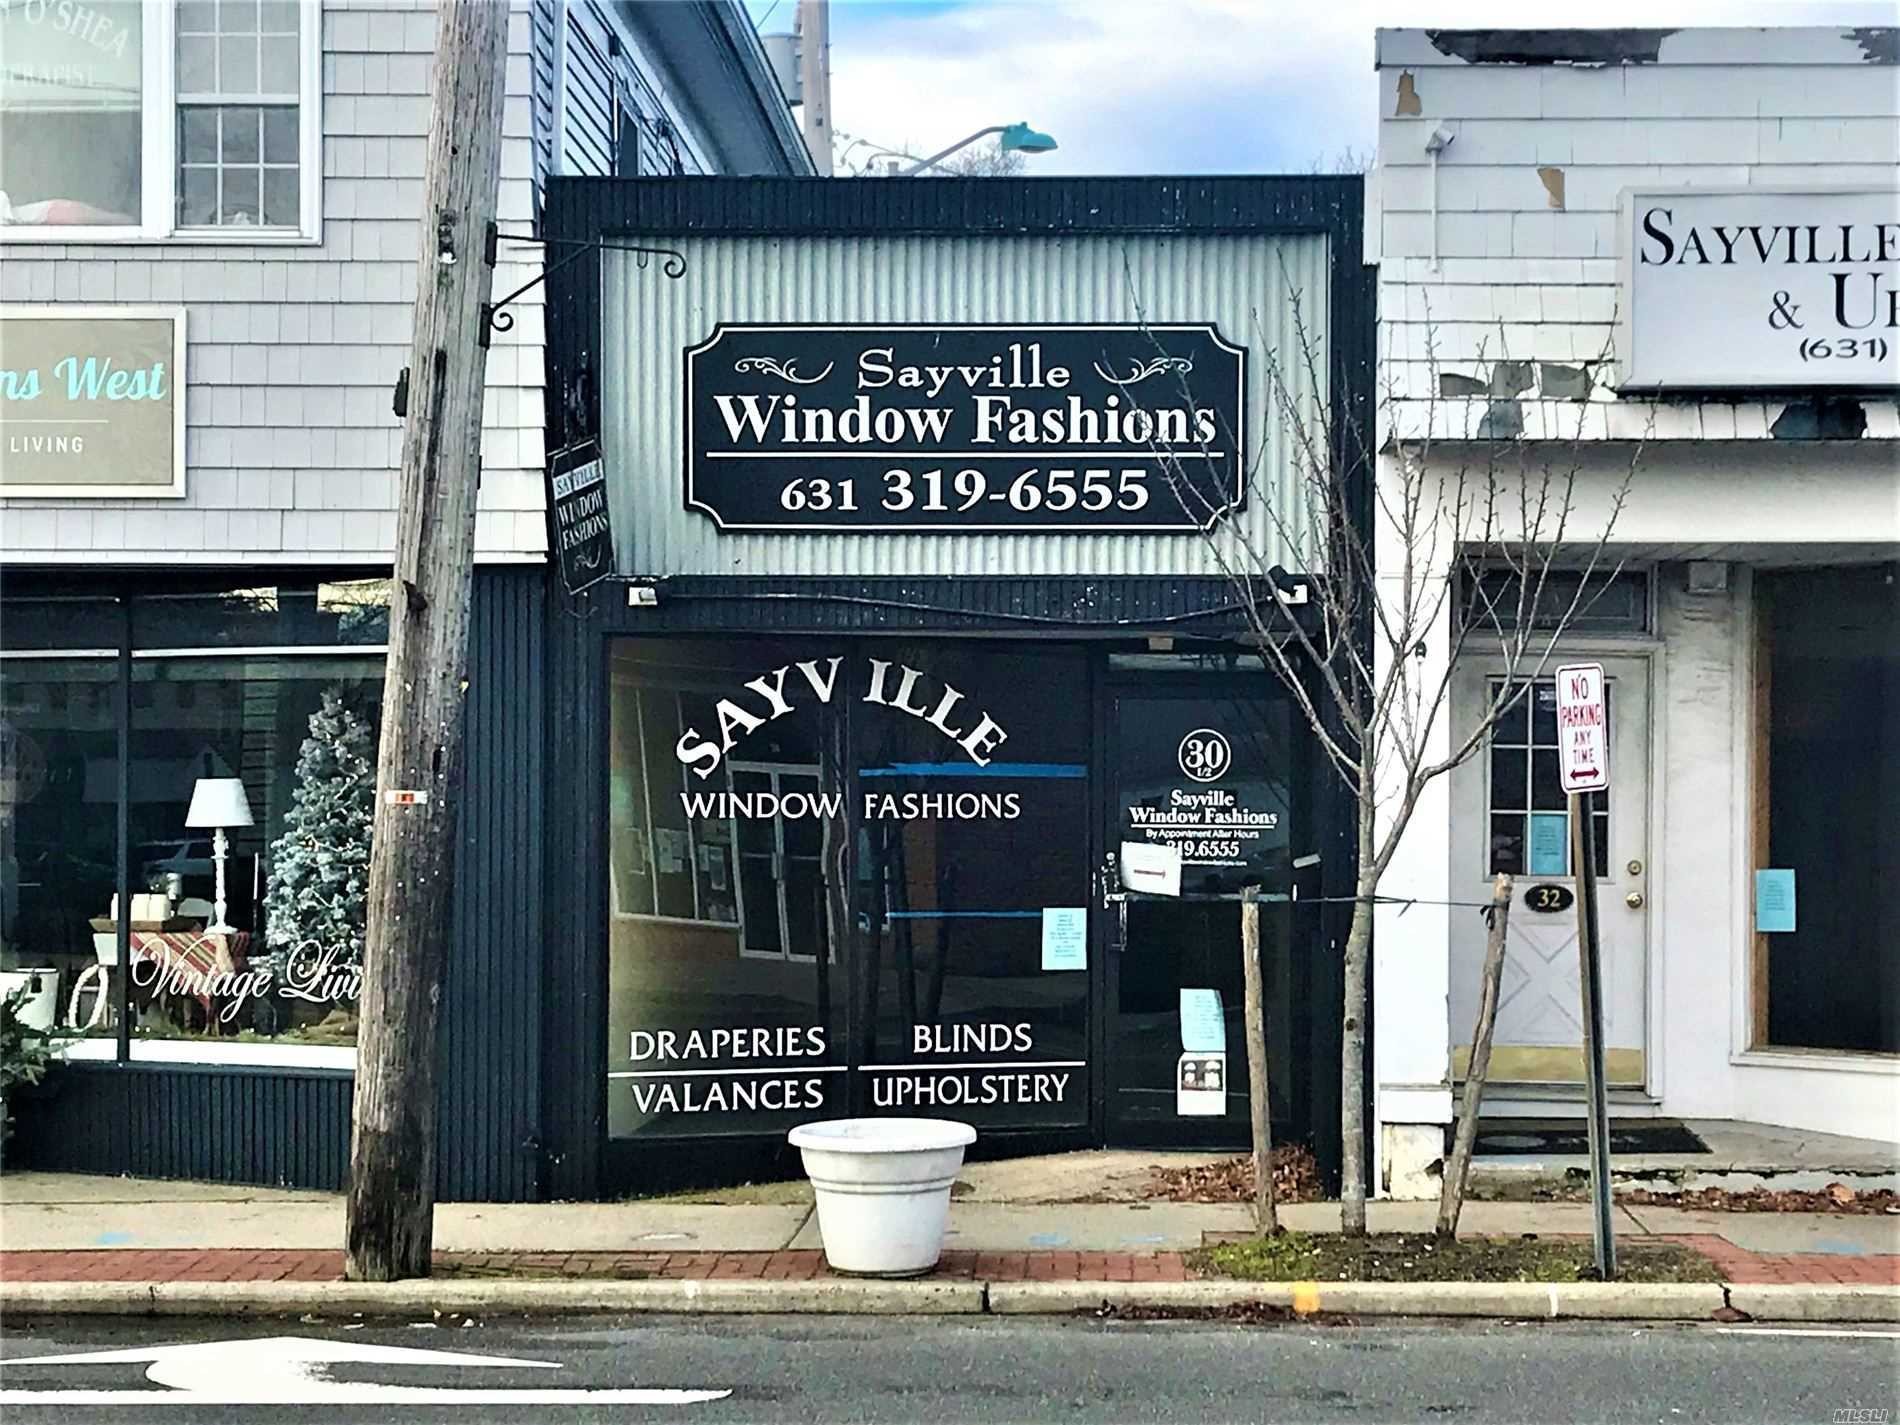 O'SHEA
ns West
LIVING
Vintage Livi
Sayville
Window Fashions
631 319-6555
SAYVILLE
WINDOW
FASHIONS
SAYVILLE
WINDOW FASHIONS
DRAPERIES
VALANCES
BLINDS
UPHOLSTERY
30
1/2
Sayville
Window Fashions
By Appointment After Hours
319.6555
SAYVILLE
& U
(631)
NO
PARKING
ANY
TIME
32
MLSLI